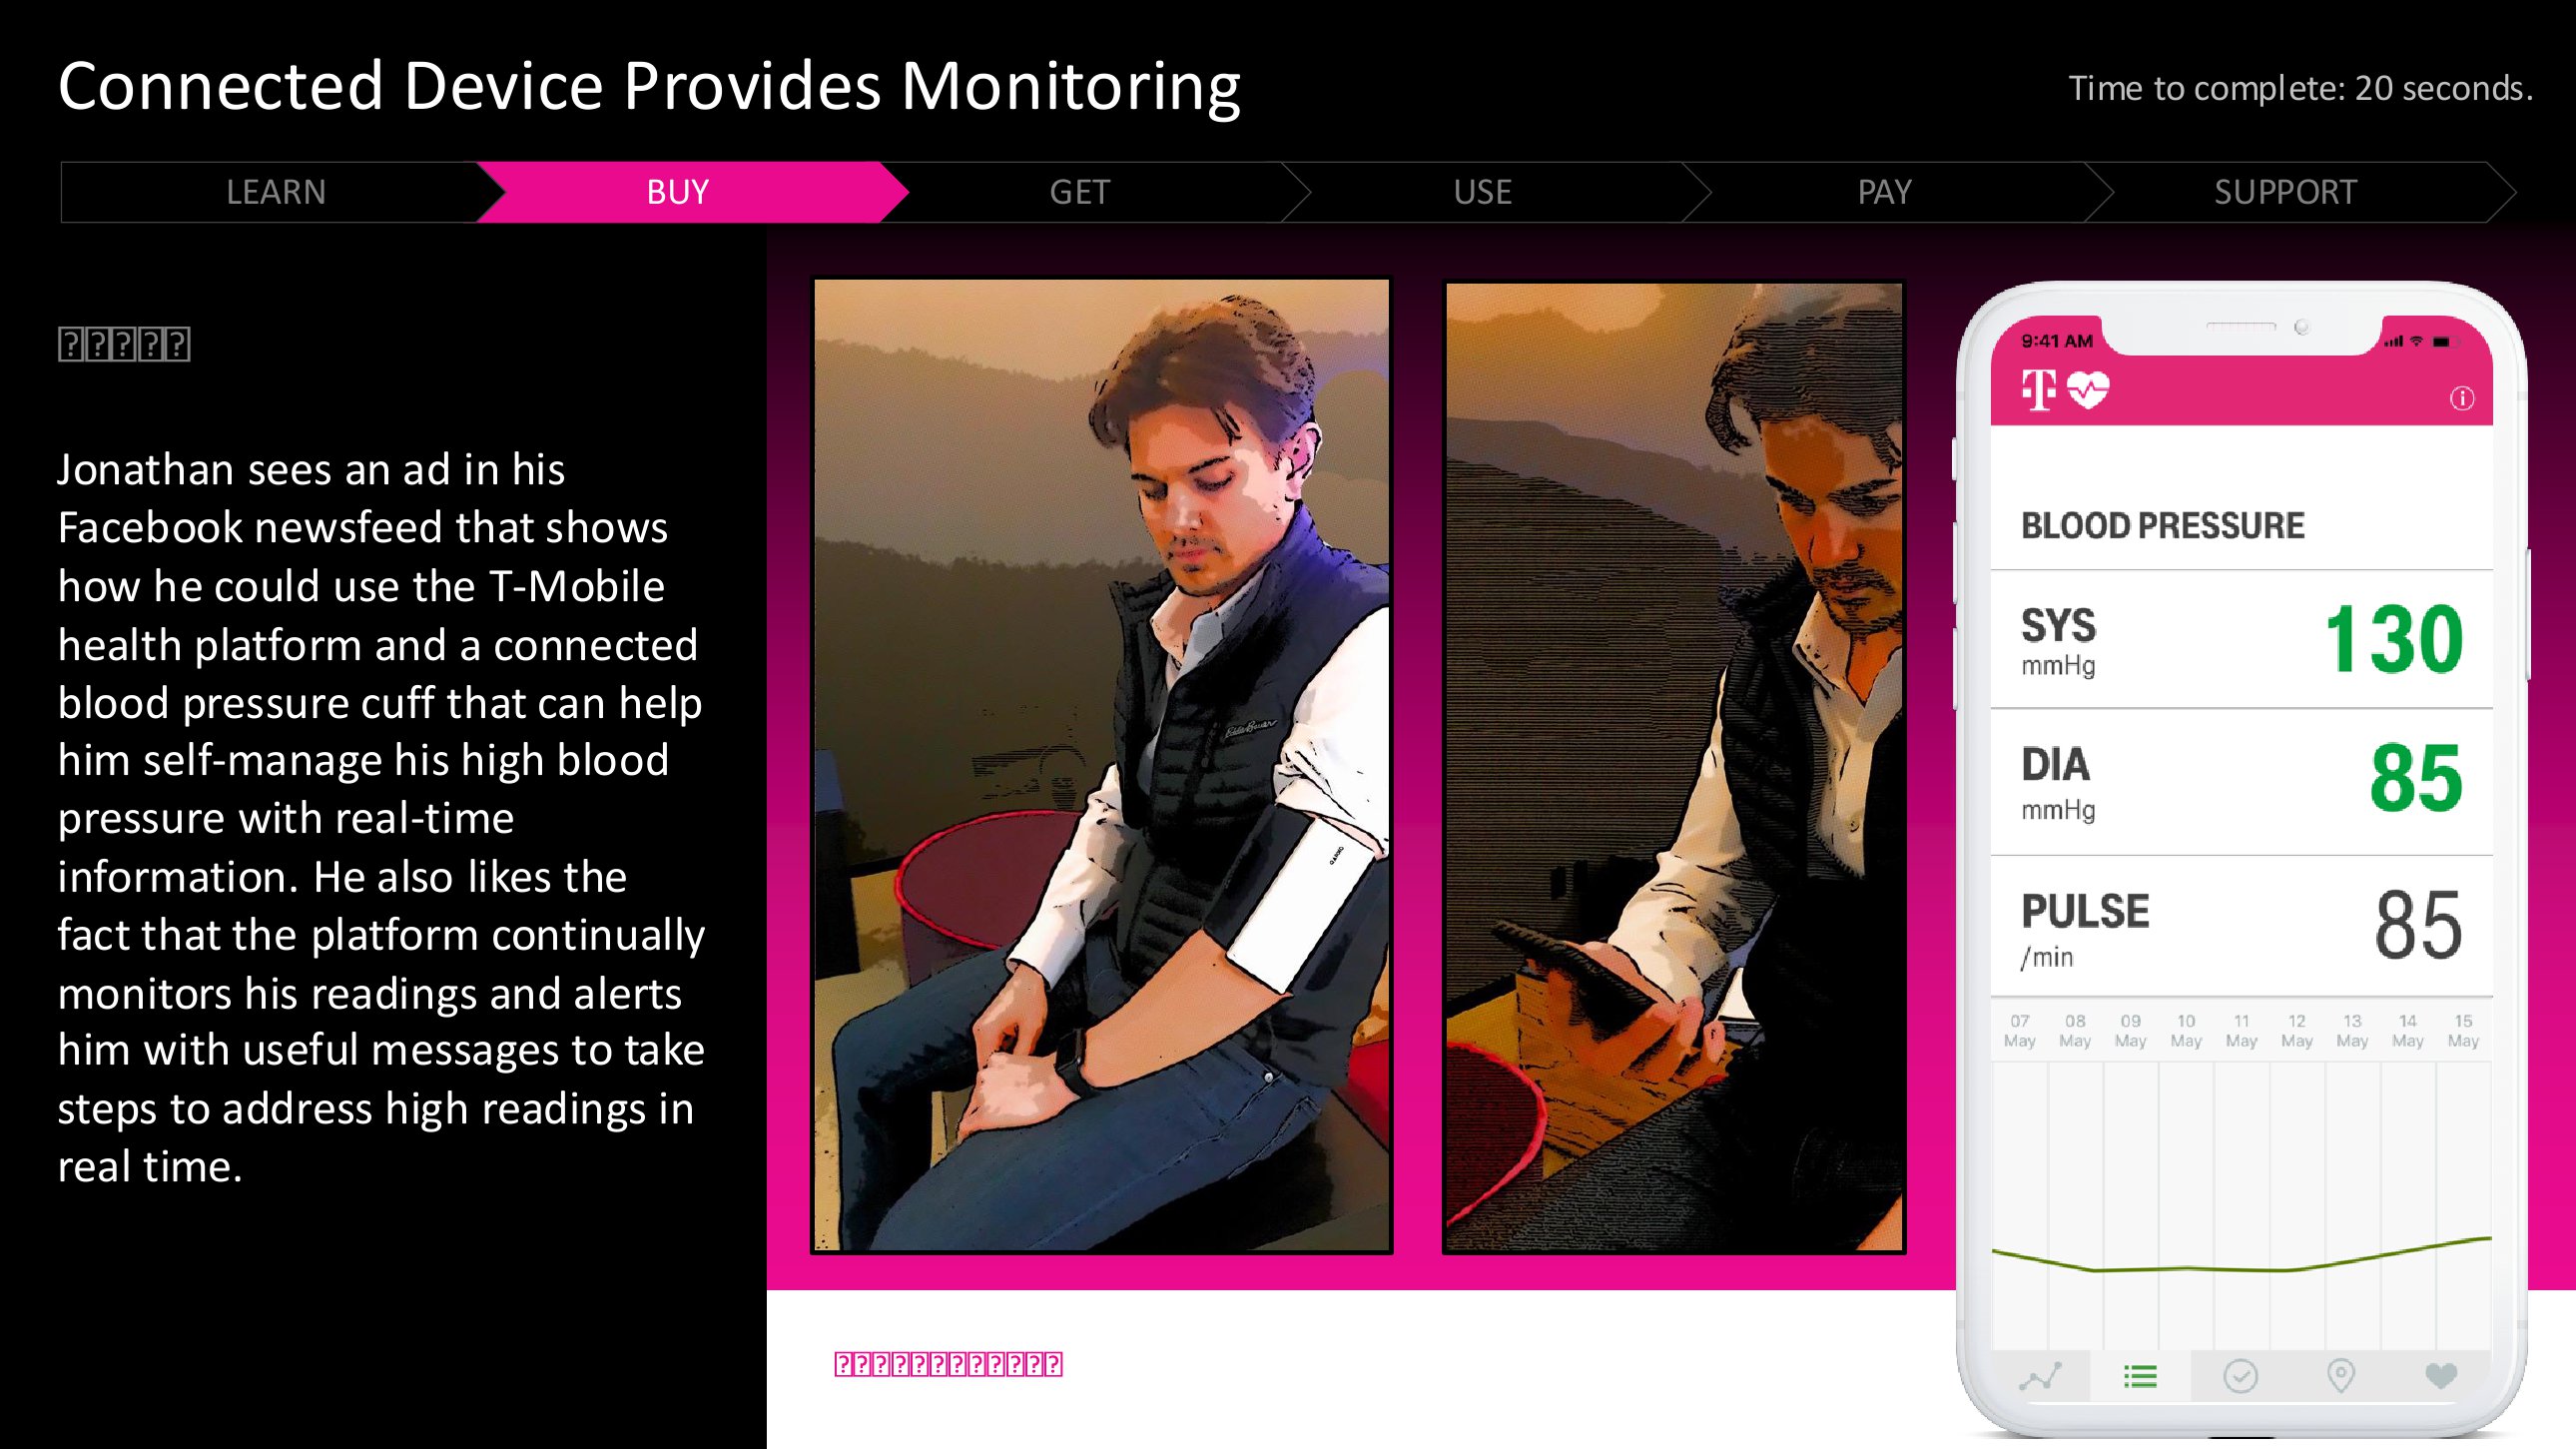 Connected Device Provides Monitoring
Time to complete: 20 seconds.
LEARN
BUY
GET
USE
PAY
SUPPORT
Jonathan sees an ad in his
Facebook newsfeed that shows
how he could use the T-Mobile
health platform and a connected
blood pressure cuff that can help
him self-manage his high blood
pressure with real-time
information. He also likes the
fact that the platform continually
monitors his readings and alerts
him with useful messages to take
steps to address high readings in
real time.
Eddie Bauer
9:41 AM
T
BLOOD PRESSURE
SYS 130
mmHg
DIA 85
mmHg
PULSE 85
/min
07 08 09 10 11 12 13 14 15
May May May May May May May May May